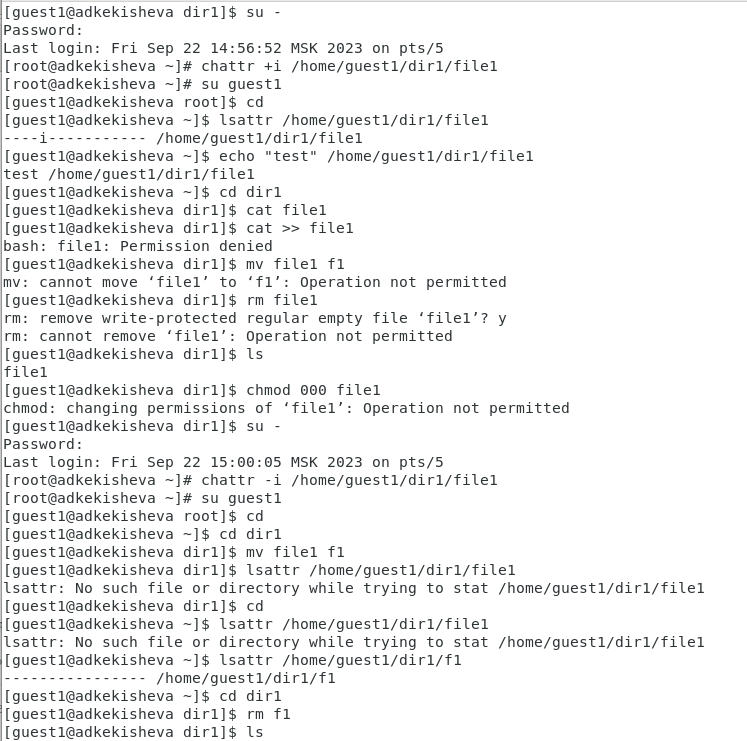 [guest1@adkekisheva dir1]$ su -
Password:
Last login: Fri Sep 22 14:56:52 MSK 2023 on pts/5
[root@adkekisheva ~]# chattr +i /home/guest1/dir1/file1
[root@adkekisheva ~]# su guest1
[guest1@adkekisheva root]$ cd
[guest1@adkekisheva ~]$ lsattr /home/guest1/dir1/file1
----i----------- /home/guest1/dir1/file1
[guest1@adkekisheva ~]$ echo "test" /home/guest1/dir1/file1
test /home/guest1/dir1/file1
[guest1@adkekisheva ~]$ cd dir1
[guest1@adkekisheva dir1]$ cat file1
[guest1@adkekisheva dir1]$ cat >> file1
bash: file1: Permission denied
[guest1@adkekisheva dir1]$ mv file1 f1
mv: cannot move ‘file1’ to ‘f1’: Operation not permitted
[guest1@adkekisheva dir1]$ rm file1
rm: remove write-protected regular empty file ‘file1’? y
rm: cannot remove ‘file1’: Operation not permitted
[guest1@adkekisheva dir1]$ ls
file1
[guest1@adkekisheva dir1]$ chmod 000 file1
chmod: changing permissions of ‘file1’: Operation not permitted
[guest1@adkekisheva dir1]$ su -
Password:
Last login: Fri Sep 22 15:00:05 MSK 2023 on pts/5
[root@adkekisheva ~]# chattr -i /home/guest1/dir1/file1
[root@adkekisheva ~]# su guest1
[guest1@adkekisheva root]$ cd
[guest1@adkekisheva ~]$ cd dir1
[guest1@adkekisheva dir1]$ mv file1 f1
[guest1@adkekisheva dir1]$ lsattr /home/guest1/dir1/file1
lsattr: No such file or directory while trying to stat /home/guest1/dir1/file1
[guest1@adkekisheva dir1]$ cd
[guest1@adkekisheva ~]$ lsattr /home/guest1/dir1/file1
lsattr: No such file or directory while trying to stat /home/guest1/dir1/file1
[guest1@adkekisheva ~]$ lsattr /home/guest1/dir1/f1
---------------- /home/guest1/dir1/f1
[guest1@adkekisheva ~]$ cd dir1
[guest1@adkekisheva dir1]$ rm f1
[guest1@adkekisheva dir1]$ ls